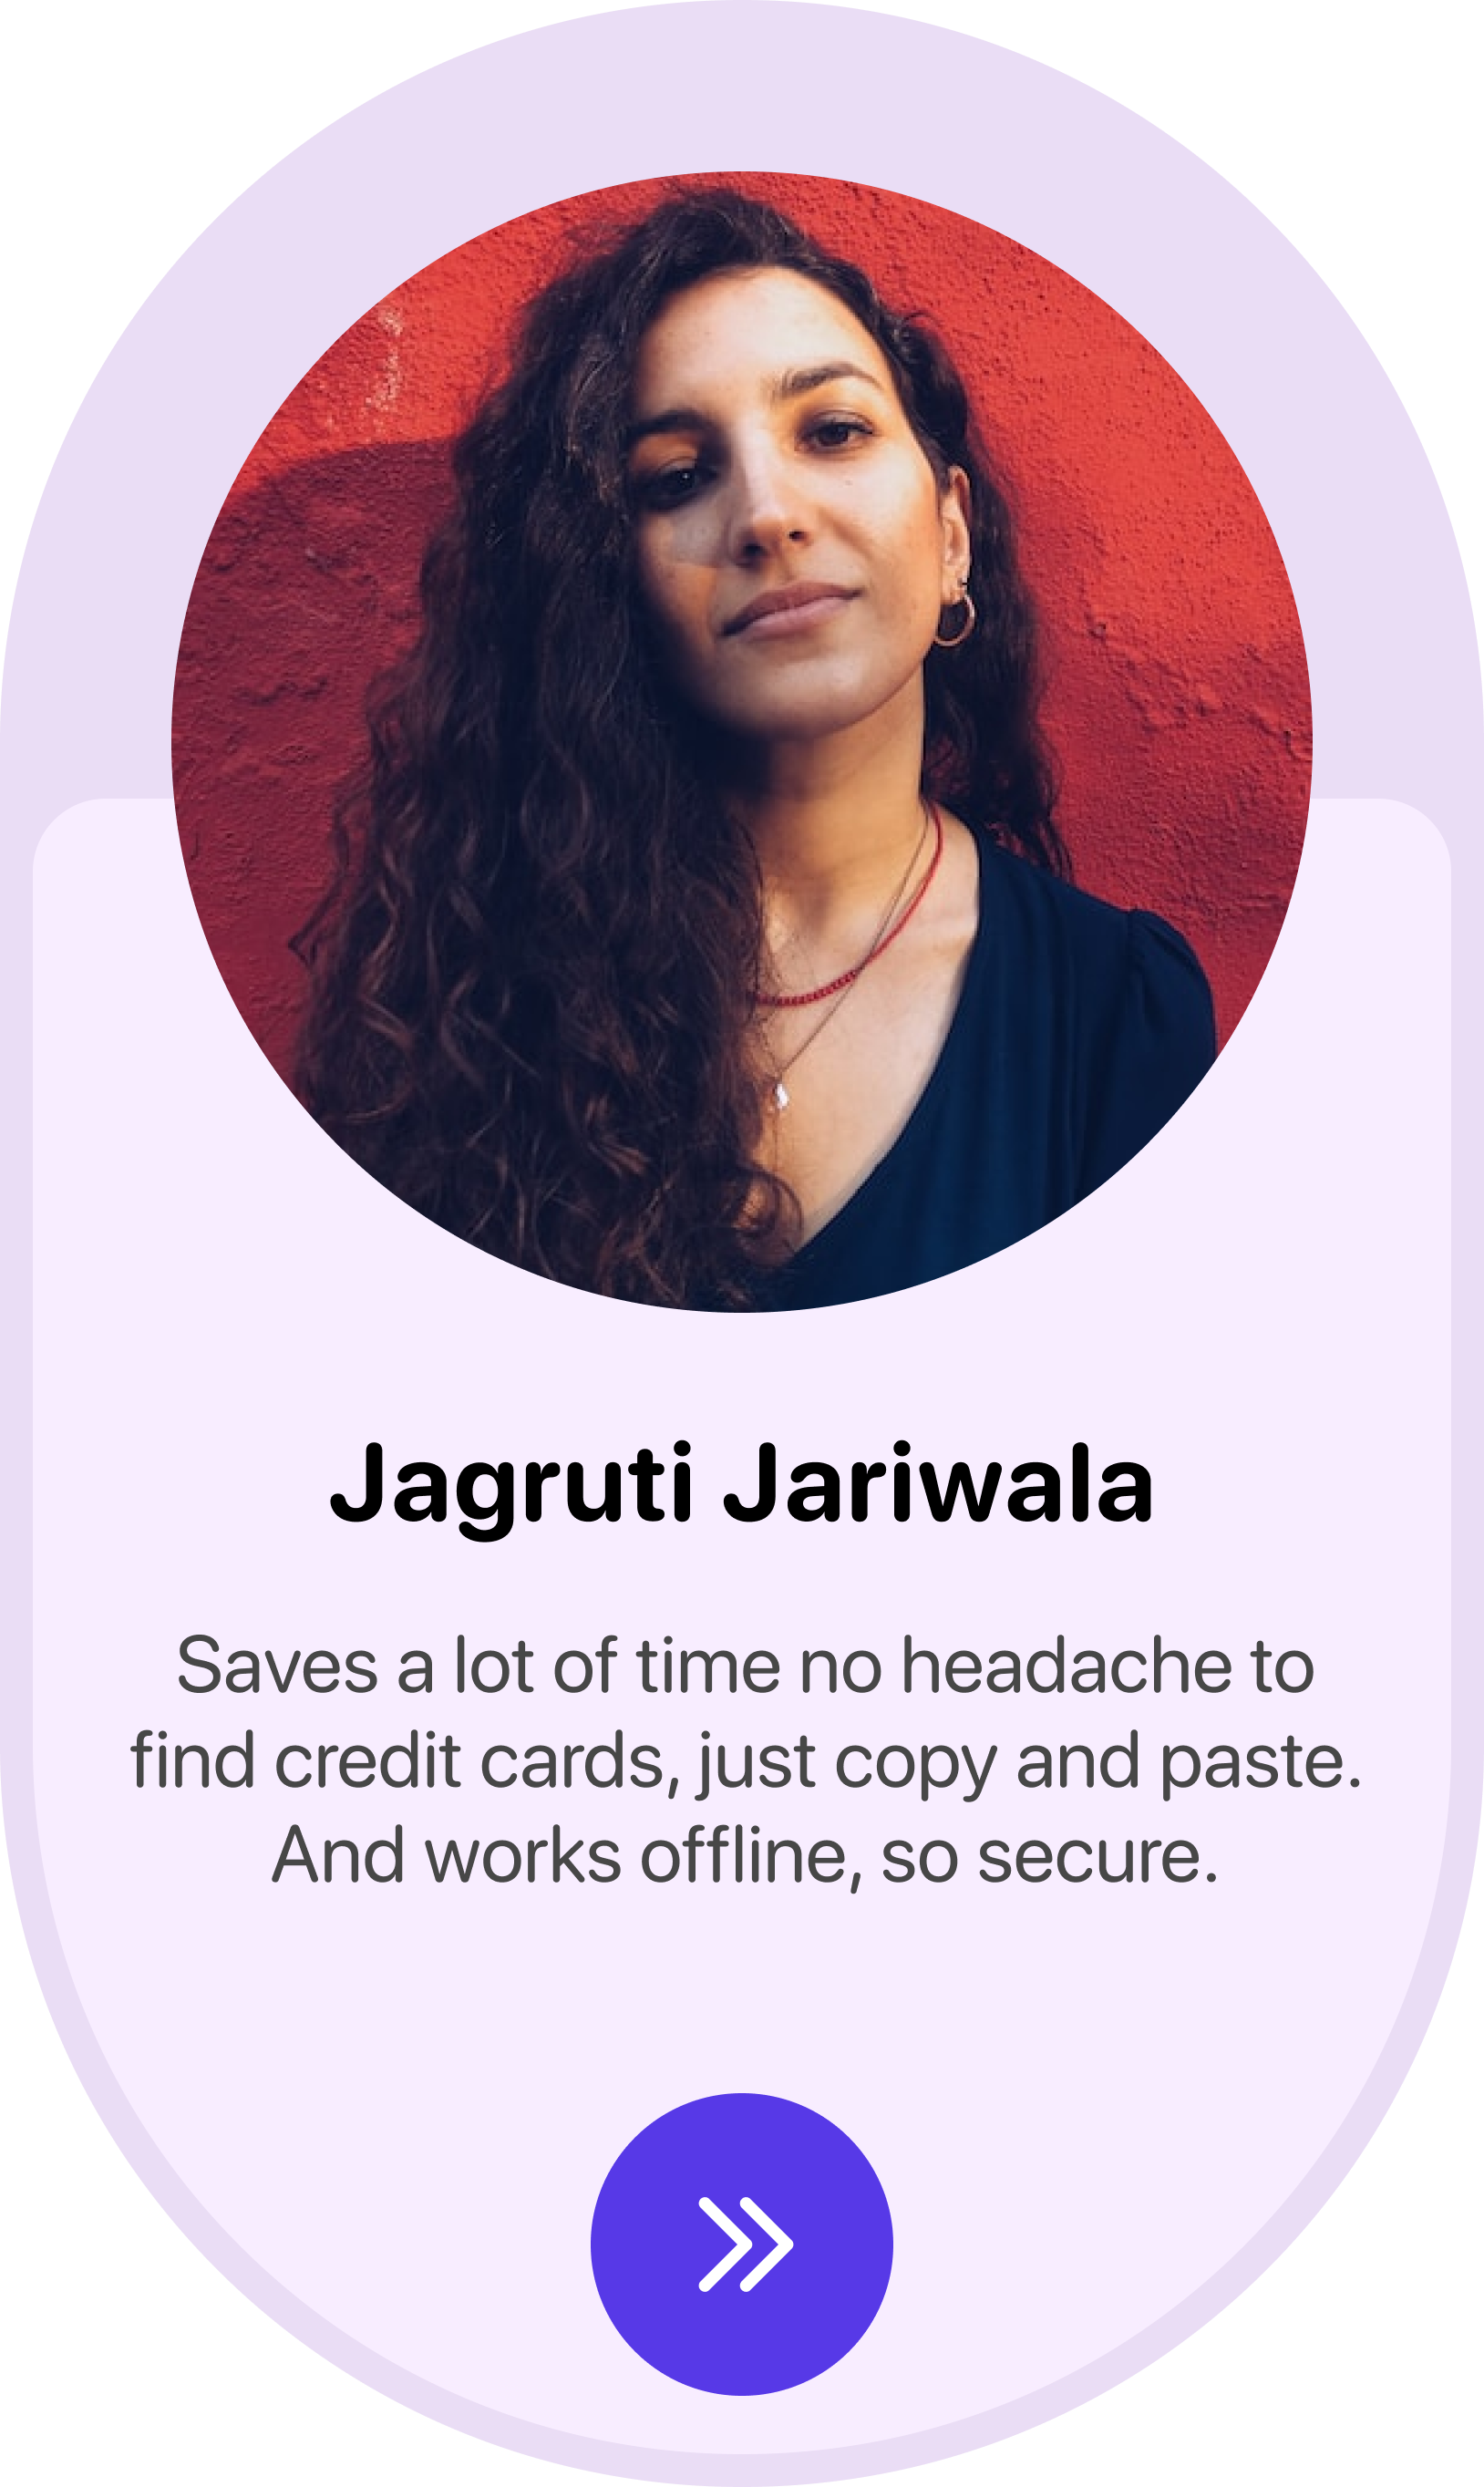 Jagruti Jariwala
Saves a lot of time no headache to
find credit cards, just copy and paste.
And works offline, so secure.